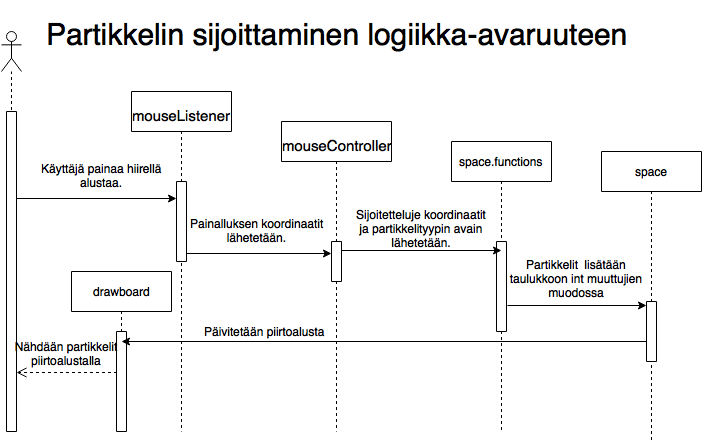 Partikkelin sijoittaminen logiikka-avaruuteen
mouseListener
mouseController
space.functions
space
Käyttäjä painaa hiirellä
alustaa.
Painalluksen koordinaatit
lähetetään.
Sijoitetteluje koordinaatit
ja partikkelityypin avain
lähetetään.
Partikkelit lisätään
taulukkoon int muuttujien
muodossa
drawboard
Päivitetään piirtoalusta
Nähdään partikkelit
piirtoalustalla